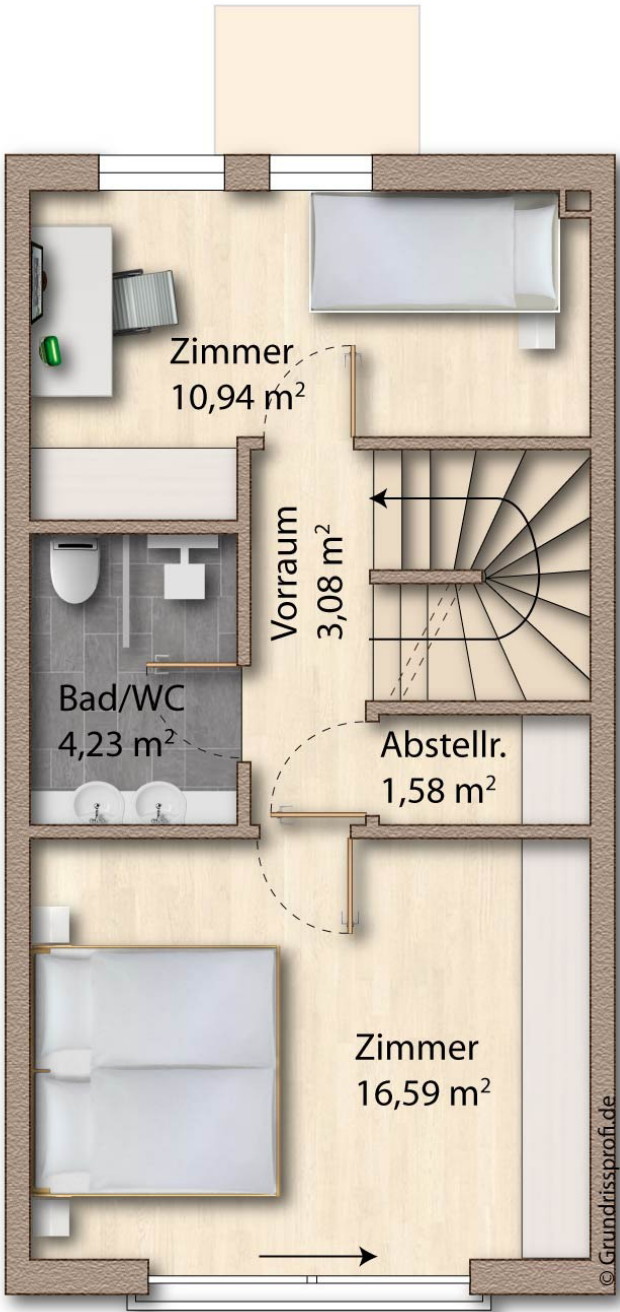 Zimmer
10,94 m²
Vorraum
3,08 m²
Bad/WC
4,23 m²
Abstellr.
1,58 m²
Zimmer
16,59 m²
© Grundrissprofi.de